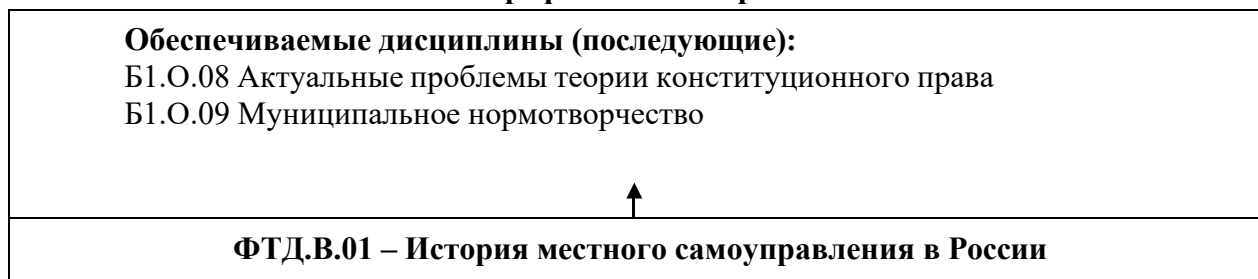 Обеспечиваемые дисциплины (последующие):
Б1.О.08 Актуальные проблемы теории конституционного права
Б1.О.09 Муниципальное нормотворчество
ФТД.В.01 – История местного самоуправления в России